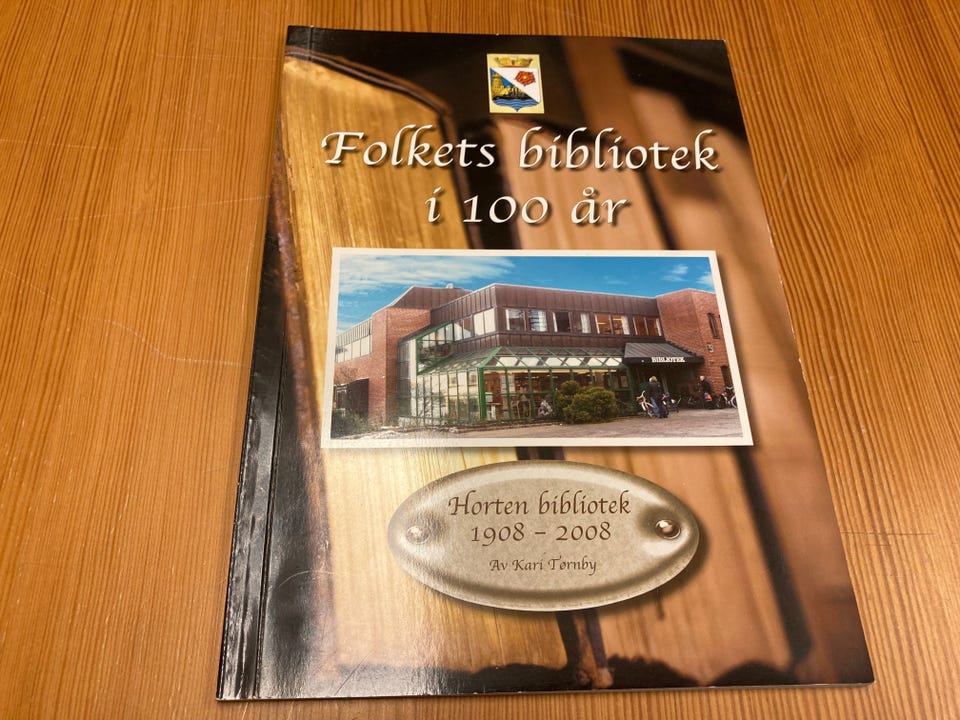 Folkets bibliotek
i 100 år
BIBLIOTEK
Horten bibliotek
1908 – 2008
Av Kari Tørnby